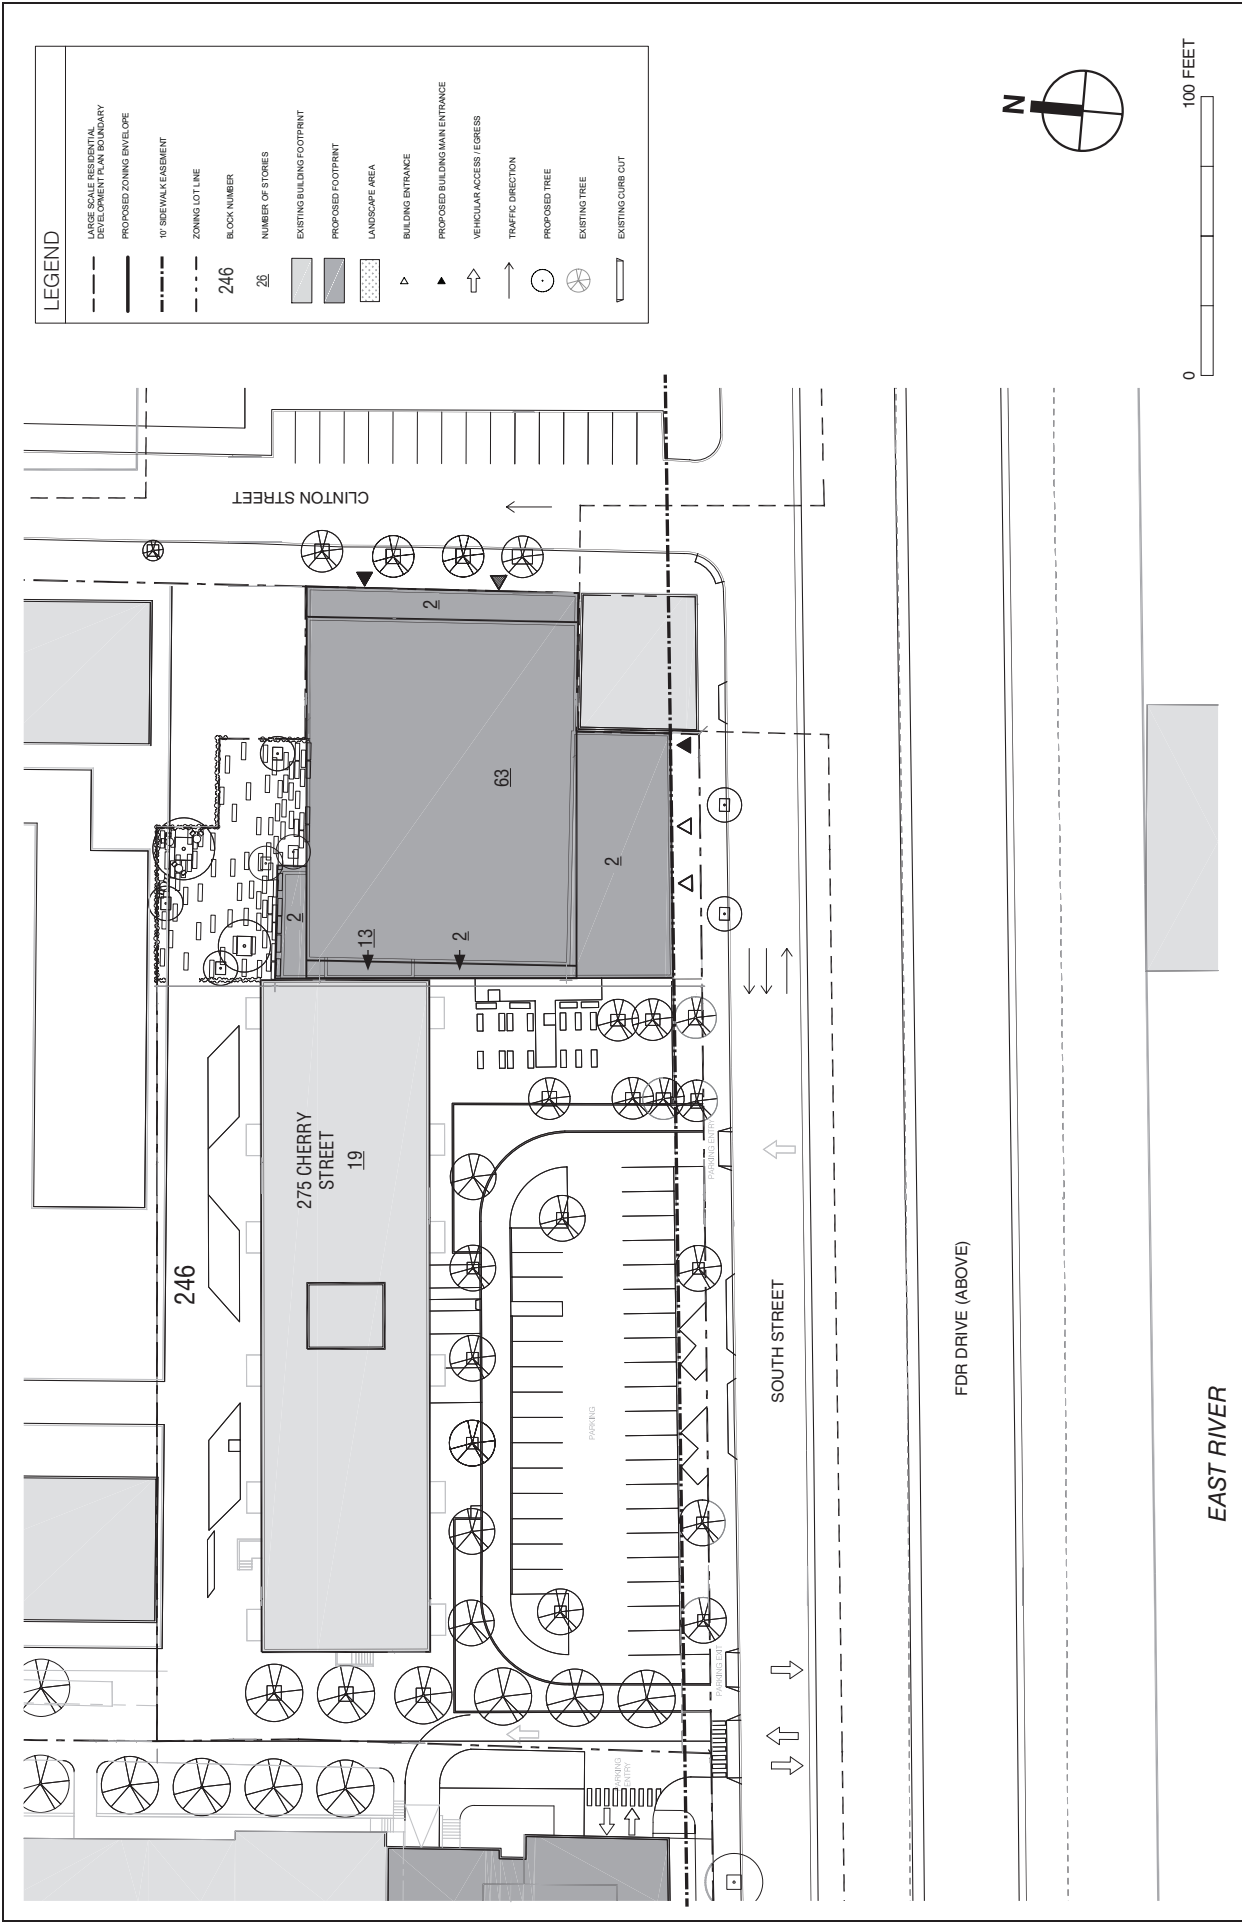 LEGEND
LARGE SCALE RESIDENTIAL
DEVELOPMENT PLAN BOUNDARY
PROPOSED ZONING ENVELOPE
10' SIDEWALK EASEMENT
ZONING LOT LINE
246
BLOCK NUMBER
26
NUMBER OF STORIES
EXISTING BUILDING FOOTPRINT
PROPOSED FOOTPRINT
LANDSCAPE AREA
BUILDING ENTRANCE
PROPOSED BUILDING MAIN ENTRANCE
VEHICULAR ACCESS / EGRESS
TRAFFIC DIRECTION
PROPOSED TREE
EXISTING TREE
EXISTING CURB CUT
N
0
100 FEET
CLINTON STREET
2
63
2
2
13
2
275 CHERRY
STREET
19
246
PARKING ENTRY
PARKING
PARKING EXIT
PARKING
ENTRY
SOUTH STREET
FDR DRIVE (ABOVE)
EAST RIVER